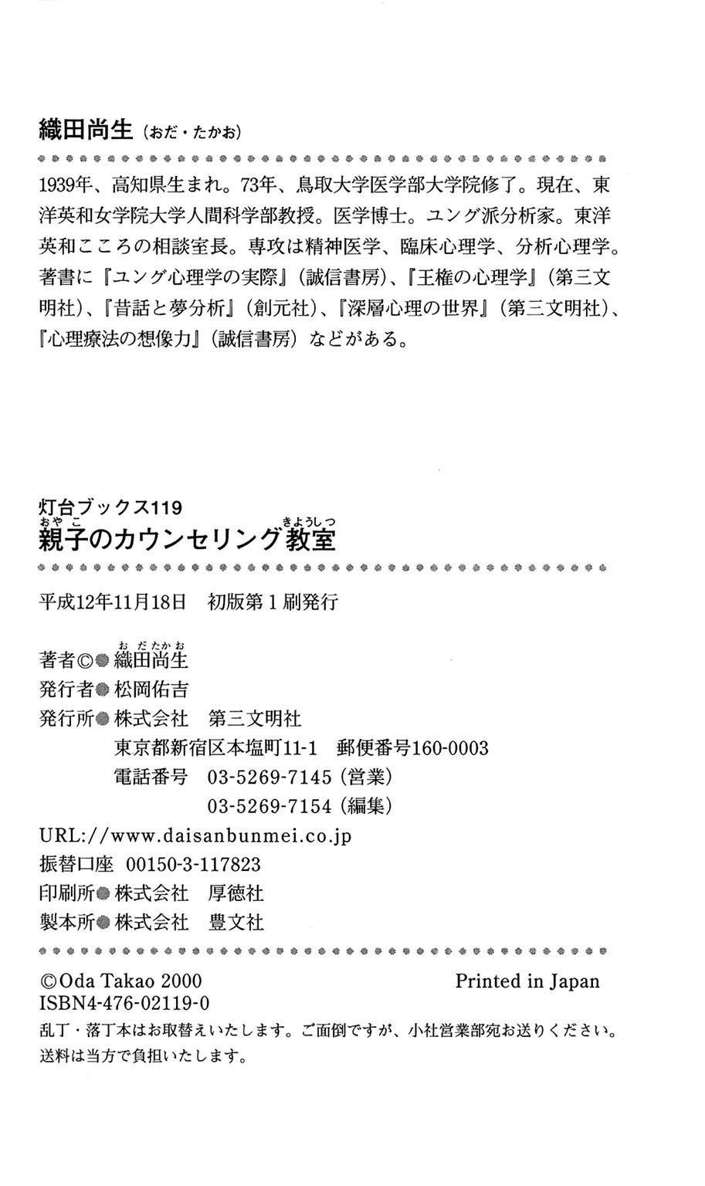 織田尚生（おだ・たかお）
1939年、高知県生まれ。73年、鳥取大学医学部大学院修了。現在、東
洋英和女学院大学人間科学部教授。医学博士。ユング派分析家。東洋
英和こころの相談室長。専攻は精神医学、臨床心理学、分析心理学。
著書に『ユング心理学の実際』（誠信書房）、『王権の心理学』（第三文
明社）、『昔話と夢分析』（創元社）、『深層心理の世界』（第三文明社）、
『心理療法の想像力』（誠信書房）などがある。
灯台ブックス119
おやこ きようしつ
親子のカウンセリング教室
平成12年11月18日　初版第１刷発行
おだたかお
著者©●織田尚生
発行者●松岡佑吉
発行所●株式会社　第三文明社
東京都新宿区本塩町11-1　郵便番号160-0003
電話番号　03-5269-7145（営業）
03-5269-7154（編集）
URL://www.daisanbunmei.co.jp
振替口座 00150-3-117823
印刷所●株式会社　厚徳社
製本所●株式会社　豊文社
©Oda Takao 2000 Printed in Japan
ISBN4-476-02119-0
乱丁・落丁本はお取替えいたします。ご面倒ですが、小社営業部宛お送りください。
送料は当方で負担いたします。